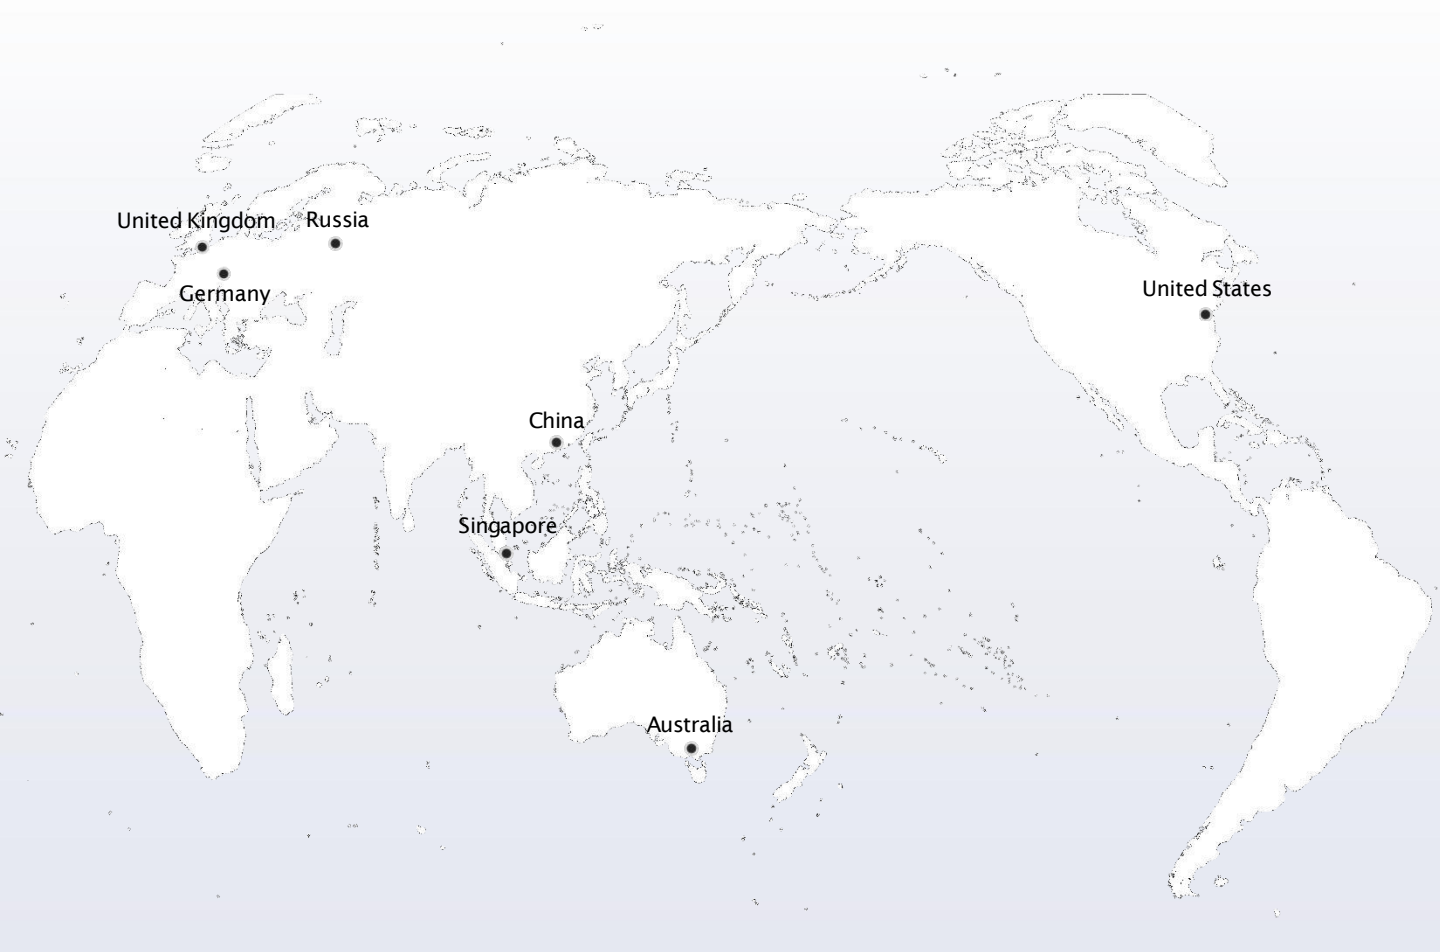 United Kingdom
Russia
Germany
United States
China
Singapore
Australia